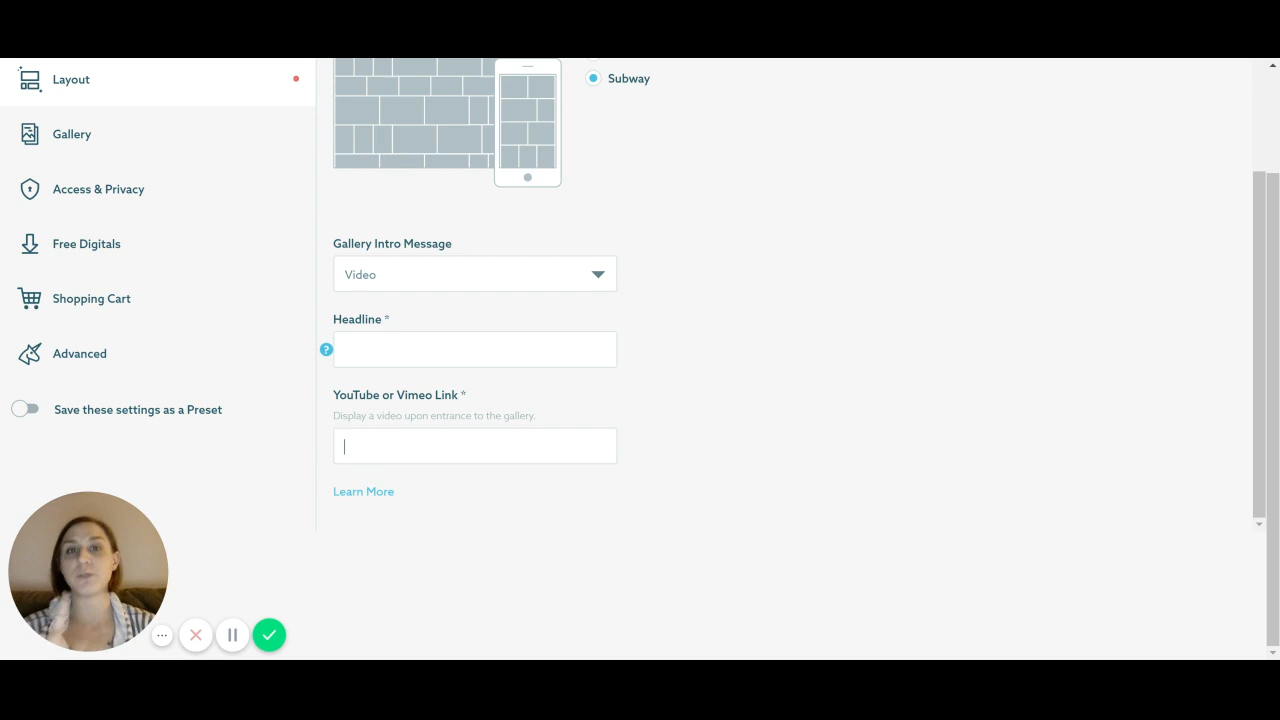 Layout
Subway
Gallery
Access & Privacy
Free Digitals
Shopping Cart
Advanced
Save these settings as a Preset
Gallery Intro Message
Video
Headline *
?
YouTube or Vimeo Link *
Display a video upon entrance to the gallery.
Learn More